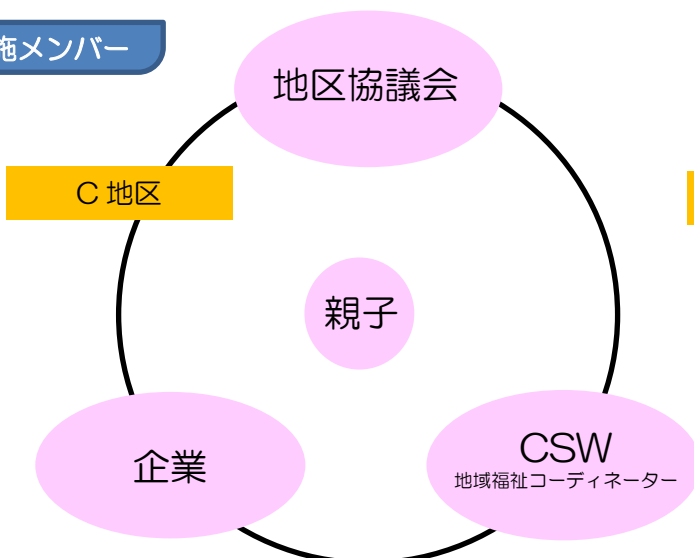 施メンバー
地区協議会
C 地区
親子
企業
CSW
地域福祉コーディネーター